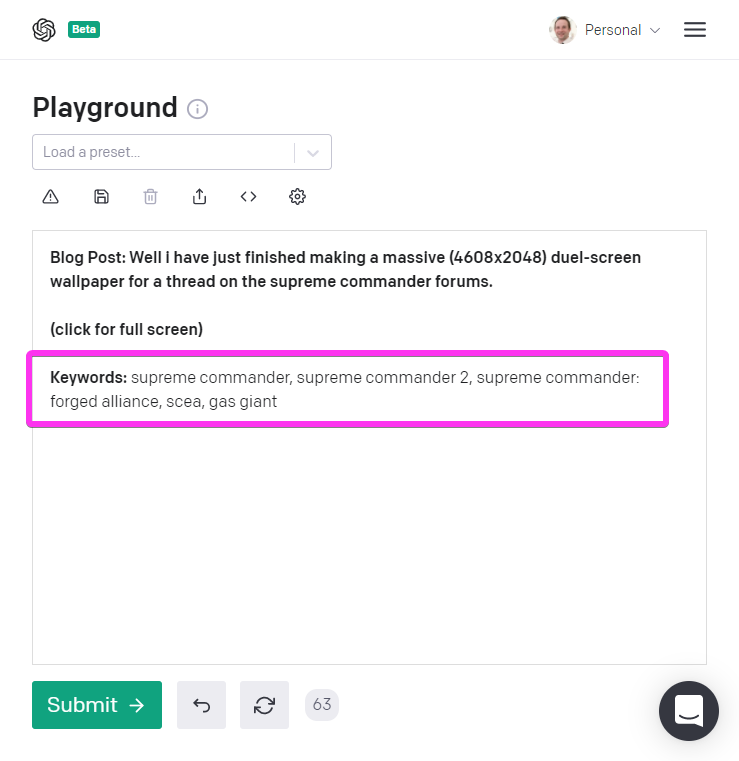 Beta
Personal
Playground
Load a preset...
Blog Post: Well i have just finished making a massive (4608x2048) duel-screen
wallpaper for a thread on the supreme commander forums.
(click for full screen)
Keywords: supreme commander, supreme commander 2, supreme commander:
forged alliance, scea, gas giant
Submit
63